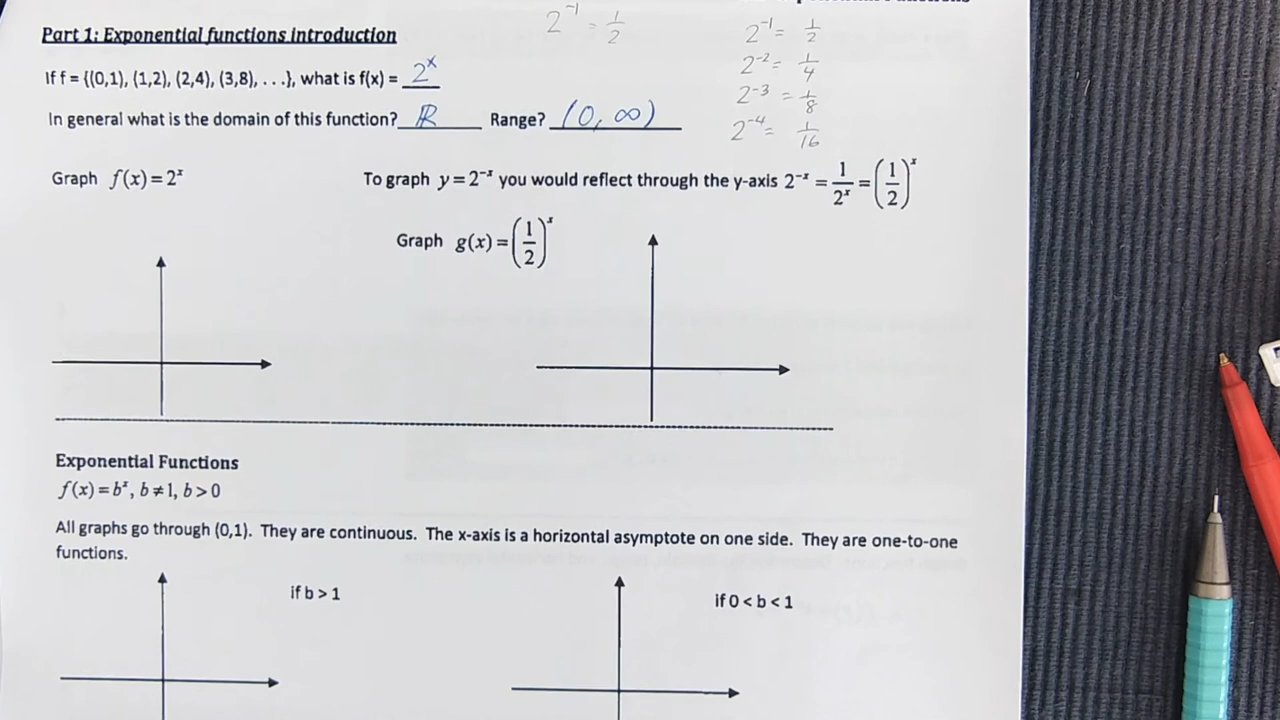 2⁻¹ = 1/2
2⁻¹ = 1/2
Part 1: Exponential functions introduction
2⁻² = 1/4
If f = {(0,1), (1,2), (2,4), (3,8), . . .}, what is f(x) = 2ˣ
2⁻³ = 1/8
In general what is the domain of this function? ℝ Range? (0, ∞)
2⁻⁴ = 1/16
Graph f(x) = 2ˣ
To graph y = 2⁻ˣ you would reflect through the y-axis 2⁻ˣ = 1/2ˣ = (1/2)ˣ
Graph g(x) = (1/2)ˣ
Exponential Functions
f(x) = bˣ, b ≠ 1, b > 0
All graphs go through (0,1). They are continuous. The x-axis is a horizontal asymptote on one side. They are one-to-one
functions.
if b > 1
if 0 < b < 1